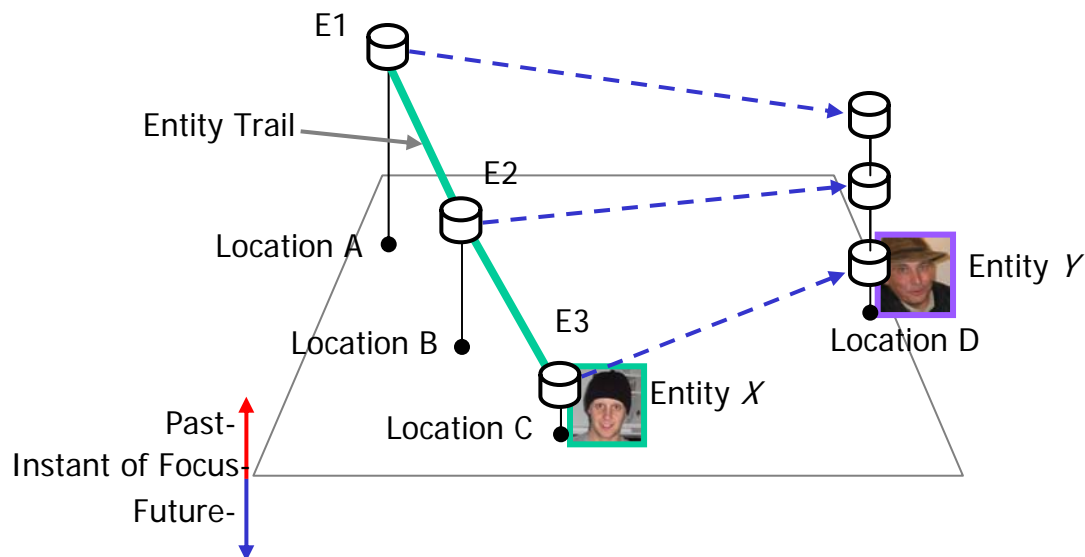 E1
Entity Trail
E2
Location A
Entity Y
Location B
E3
Location D
Entity X
Location C
Past-
Instant of Focus-
Future-